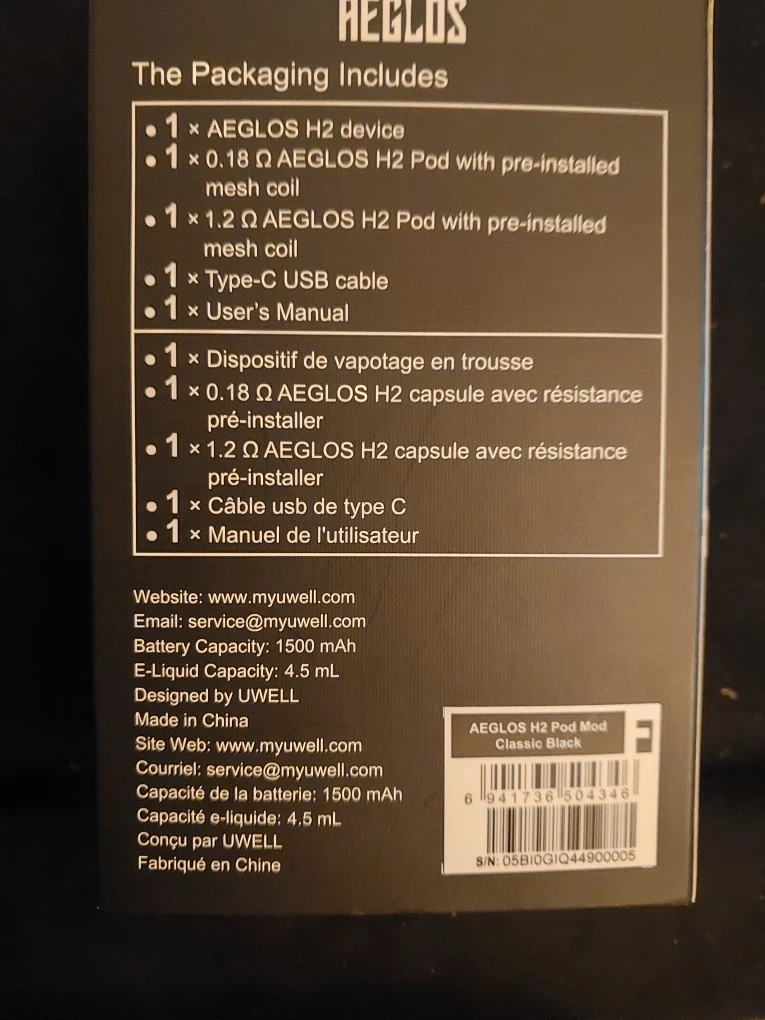 AEGLOS
The Packaging Includes
• 1 × AEGLOS H2 device
• 1 × 0.18 Ω AEGLOS H2 Pod with pre-installed
mesh coil
• 1 × 1.2 Ω AEGLOS H2 Pod with pre-installed
mesh coil
• 1 × Type-C USB cable
• 1 × User's Manual
• 1 × Dispositif de vapotage en trousse
• 1 × 0.18 Ω AEGLOS H2 capsule avec résistance
pré-installer
• 1 × 1.2 Ω AEGLOS H2 capsule avec résistance
pré-installer
• 1 × Câble usb de type C
• 1 × Manuel de l'utilisateur
Website: www.myuwell.com
Email: service@myuwell.com
Battery Capacity: 1500 mAh
E-Liquid Capacity: 4.5 mL
Designed by UWELL
Made in China
Site Web: www.myuwell.com
Courriel: service@myuwell.com
Capacité de la batterie: 1500 mAh
Capacité e-liquide: 4.5 mL
Conçu par UWELL
Fabriqué en Chine
AEGLOS H2 Pod Mod
Classic Black
6 941736 504346
S/N: 05BI0GIQ44900005